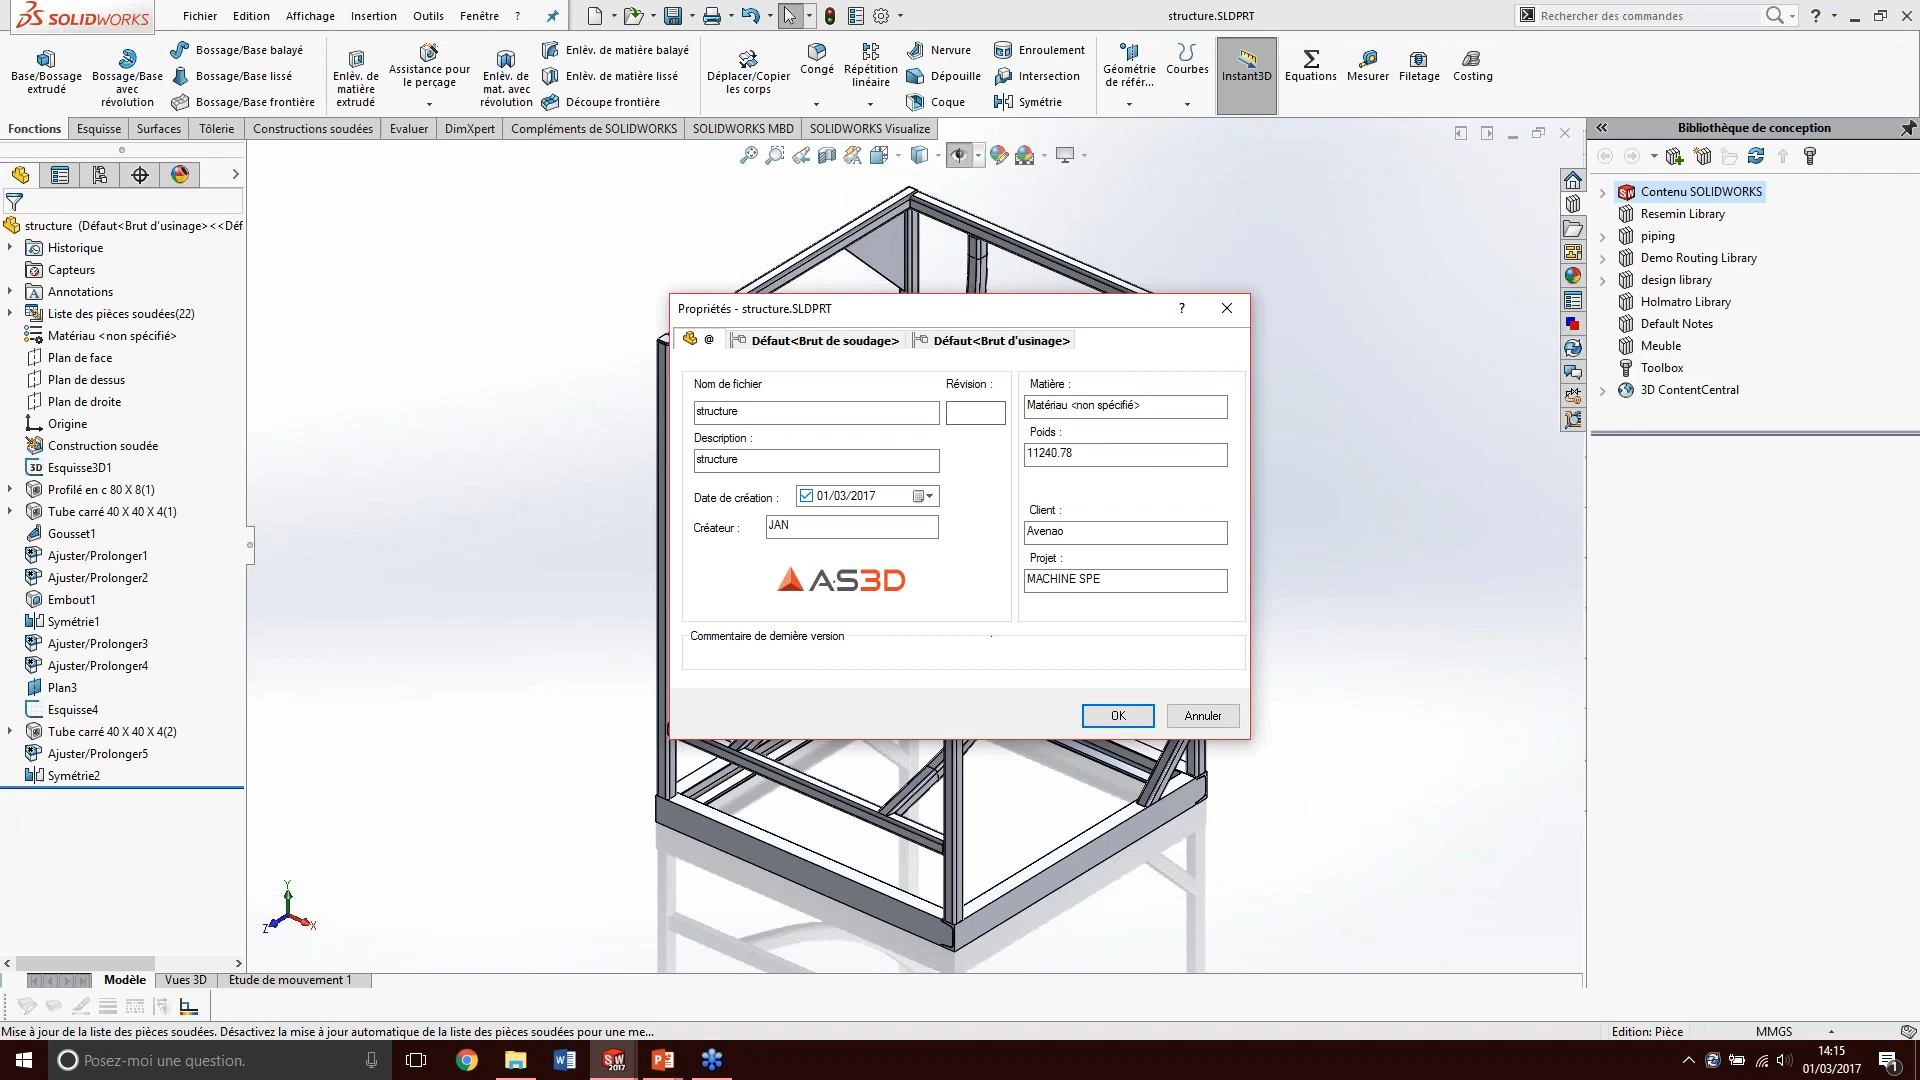 SOLIDWORKS
Fichier Edition Affichage Insertion Outils Fenêtre ?
structure.SLDPRT
Rechercher des commandes
?
Base/Bossage extrudé
Bossage/Base avec révolution
Bossage/Base balayé
Bossage/Base lissé
Bossage/Base frontière
Enlèv. de matière extrudé
Assistance pour le perçage
Enlèv. de mat. avec révolution
Enlèv. de matière balayé
Enlèv. de matière lissé
Découpe frontière
Déplacer/Copier les corps
Congé
Répétition linéaire
Nervure
Dépouille
Coque
Enroulement
Intersection
Symétrie
Géométrie de référ...
Courbes
Instant3D
Equations
Mesurer
Filetage
Costing
Fonctions Esquisse Surfaces Tôlerie Constructions soudées Evaluer DimXpert Compléments de SOLIDWORKS SOLIDWORKS MBD SOLIDWORKS Visualize
structure (Défaut<Brut d'usinage><<Déf
Historique
Capteurs
Annotations
Liste des pièces soudées(22)
Matériau <non spécifié>
Plan de face
Plan de dessus
Plan de droite
Origine
Construction soudée
3D Esquisse3D1
Profilé en c 80 X 8(1)
Tube carré 40 X 40 X 4(1)
Gousset1
Ajuster/Prolonger1
Ajuster/Prolonger2
Embout1
Symétrie1
Ajuster/Prolonger3
Ajuster/Prolonger4
Plan3
Esquisse4
Tube carré 40 X 40 X 4(2)
Ajuster/Prolonger5
Symétrie2
Y
Z
X
Propriétés - structure.SLDPRT ?
@ Défaut<Brut de soudage> Défaut<Brut d'usinage>
Nom de fichier Révision :
structure
Description :
structure
Date de création : 01/03/2017
Créateur : JAN
AS3D
Matière :
Matériau <non spécifié>
Poids :
11240.78
Client :
Avenao
Projet :
MACHINE SPE
Commentaire de dernière version
OK Annuler
Bibliothèque de conception
Contenu SOLIDWORKS
Resemin Library
piping
Demo Routing Library
design library
Holmatro Library
Default Notes
Meuble
Toolbox
3D ContentCentral
Modèle Vues 3D Etude de mouvement 1
Mise à jour de la liste des pièces soudées. Désactivez la mise à jour automatique de la liste des pièces soudées pour une me...
Edition: Pièce MMGS
Posez-moi une question.
SW 2017
14:15
01/03/2017
1